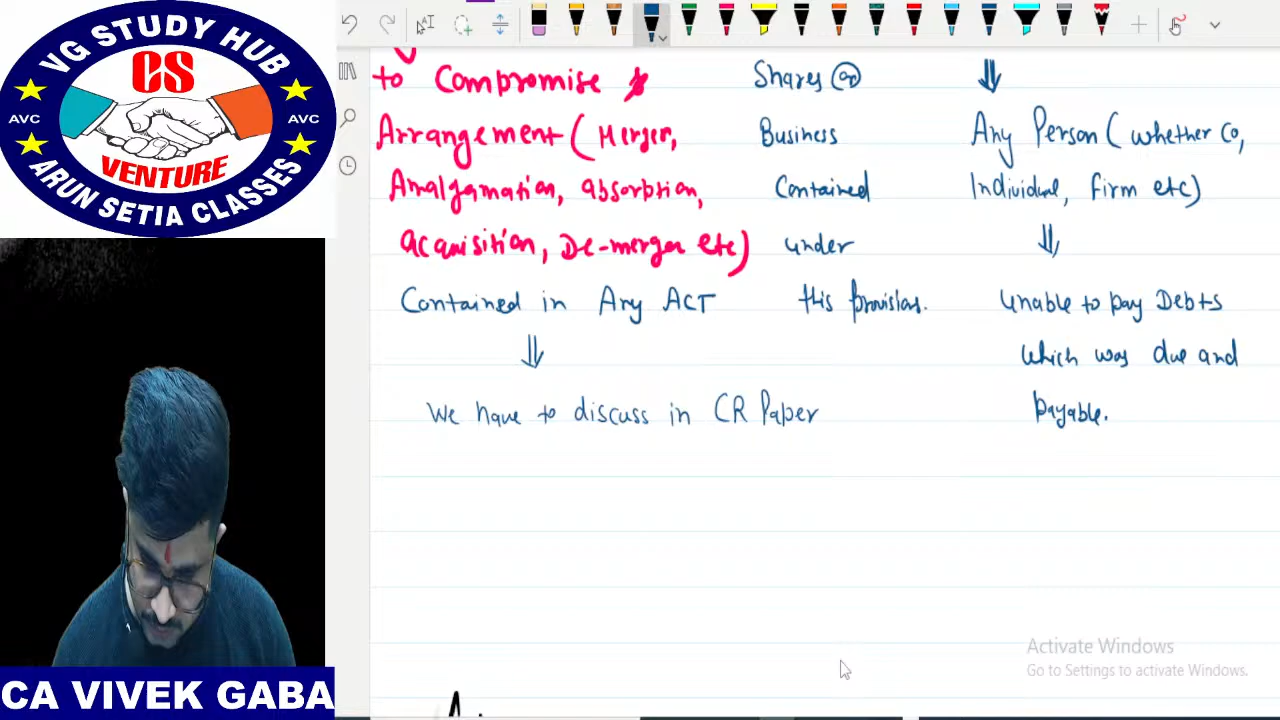 VG STUDY HUB
CS
AVC
AVC
VENTURE
ARUN SETIA CLASSES
to Compromise &
Arrangement (Merger,
Amalgamation, absorption,
acquisition, De-merger etc)
Contained in Any ACT
⇓
We have to discuss in CR Paper
Shares or
Business
Contained
under
this provisions.
⇓
Any Person (whether Co,
Individual, firm etc)
⇓
unable to pay Debts
which was due and
payable.
Activate Windows
Go to Settings to activate Windows.
CA VIVEK GABA